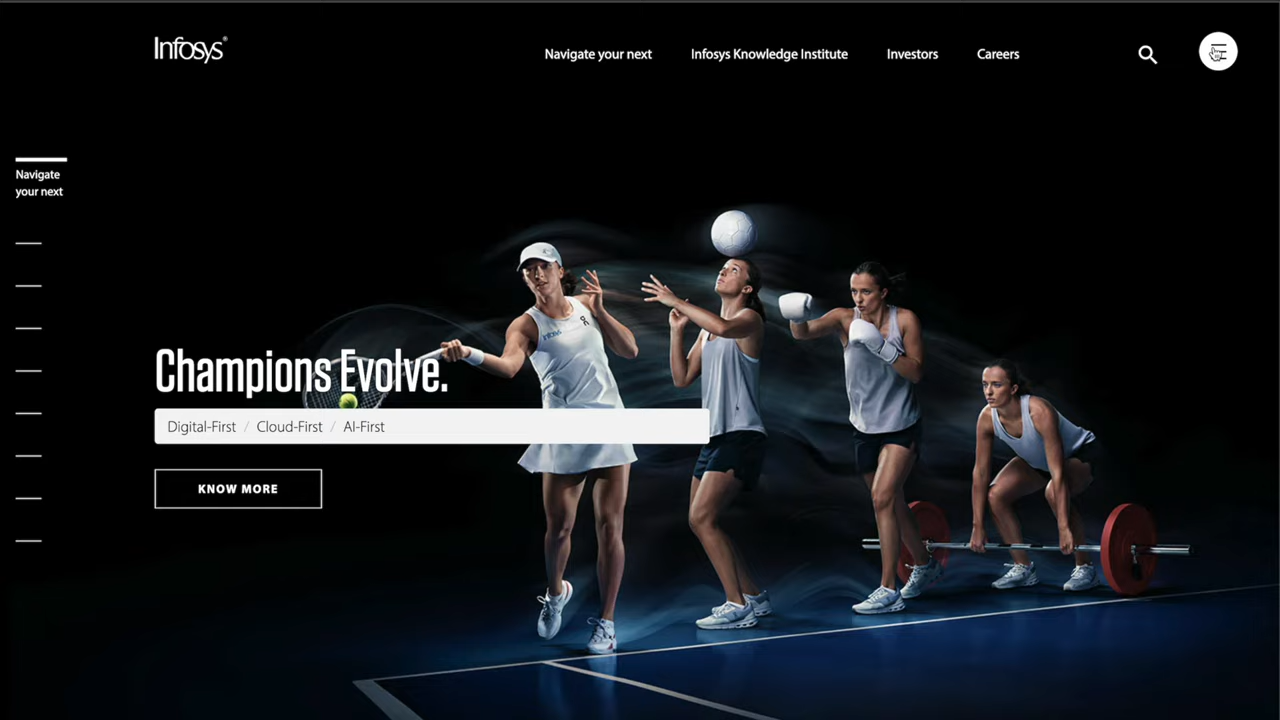 Infosys®
Navigate your next
Infosys Knowledge Institute
Investors
Careers
Navigate
your next
Infosys
Champions Evolve.
Digital-First / Cloud-First / AI-First
KNOW MORE